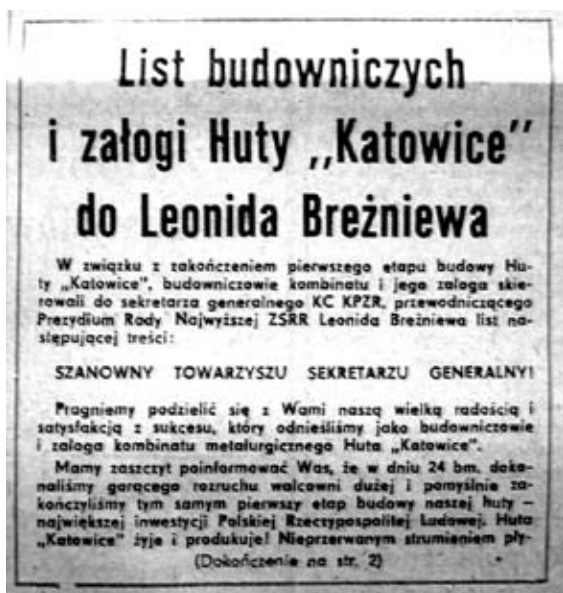 List budowniczych
i załogi Huty „Katowice”
do Leonida Breżniewa
W związku z zakończeniem pierwszego etapu budowy Hu-
ty „Katowice”, budowniczowie kombinatu i jego załoga skie-
rowali do sekretarza generalnego KC KPZR, przewodniczącego
Prezydium Rady Najwyższej ZSRR Leonida Breżniewa list na-
stępującej treści:
SZANOWNY TOWARZYSZU SEKRETARZU GENERALNY!
Pragniemy podzielić się z Wami naszą wielką radością i
satysfakcją z sukcesu, który odnieśliśmy jako budowniczowie
i załoga kombinatu metalurgicznego Huta „Katowice”.
Mamy zaszczyt poinformować Was, że w dniu 24 bm. doko-
naliśmy gorącego rozruchu walcowni dużej i pomyślnie za-
kończyliśmy tym samym pierwszy etap budowy naszej huty —
największej inwestycji Polskiej Rzeczypospolitej Ludowej. Huta
„Katowice” żyje i produkuje! Nieprzerwanym strumieniem pły-
(Dokończenie na str. 2)